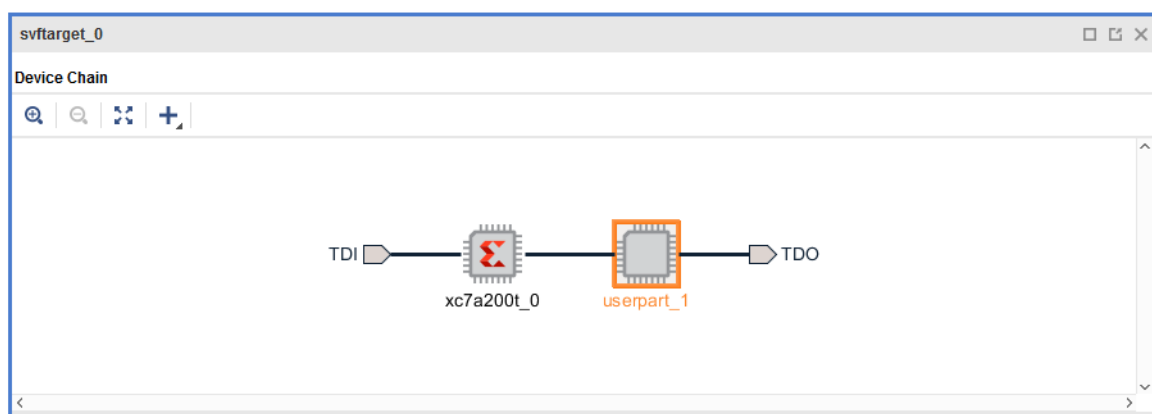 svftarget_0
Device Chain
TDI
TDO
xc7a200t_0
userpart_1